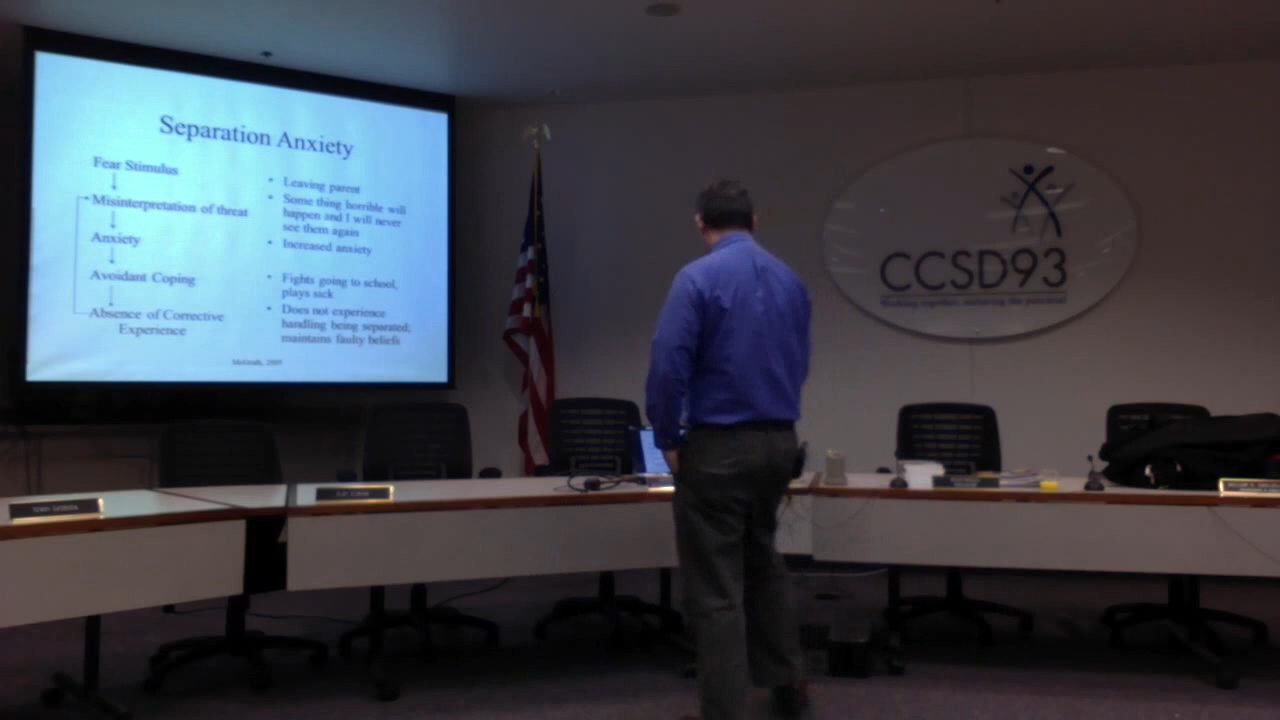 Separation Anxiety
Fear Stimulus
Misinterpretation of threat
Anxiety
Avoidant Coping
Absence of Corrective
Experience
• Leaving parent
• Some thing horrible will
happen and I will never
see them again
• Increased anxiety
• Fights going to school,
plays sick
• Does not experience
handling being separated;
maintains faulty beliefs
CCSD93